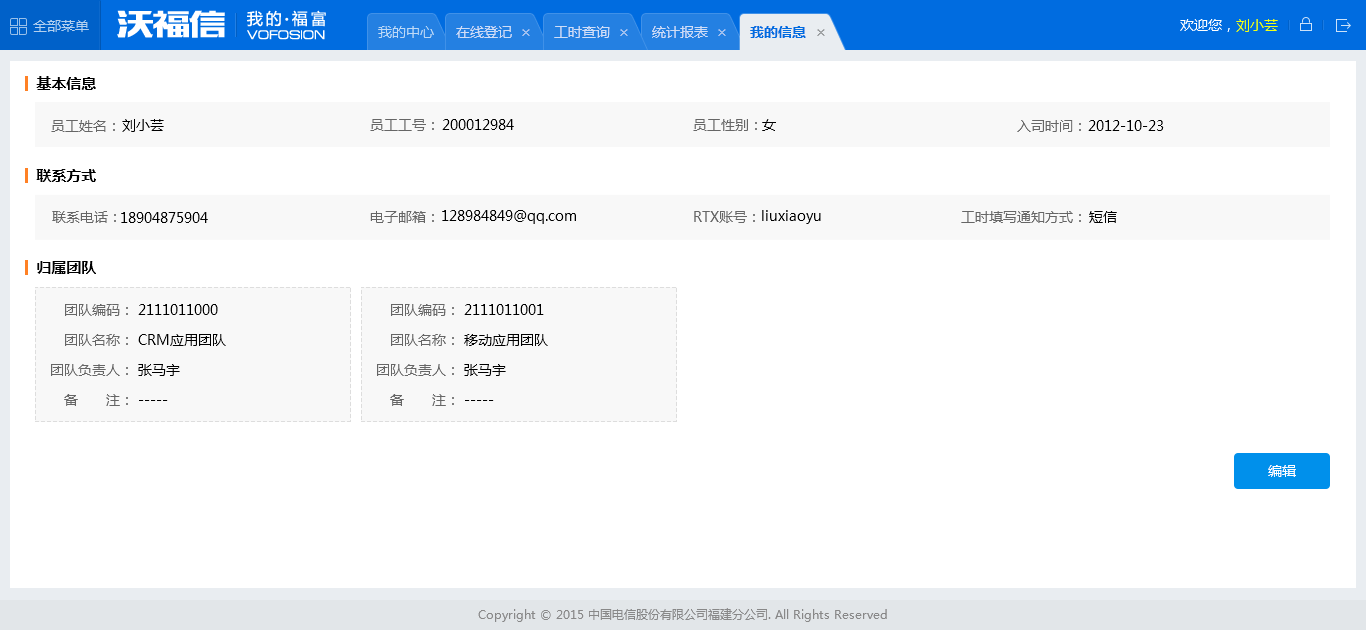 全部菜单 沃福信 我的·福富 VOFOSION 我的中心 在线登记 × 工时查询 × 统计报表 × 我的信息 × 欢迎您，刘小芸
基本信息
员工姓名：刘小芸 员工工号：200012984 员工性别：女 入司时间：2012-10-23
联系方式
联系电话：18904875904 电子邮箱：128984849@qq.com RTX账号：liuxiaoyu 工时填写通知方式：短信
归属团队
团队编码：2111011000 团队编码：2111011001
团队名称：CRM应用团队 团队名称：移动应用团队
团队负责人：张马宇 团队负责人：张马宇
备 注：----- 备 注：-----
编辑
Copyright © 2015 中国电信股份有限公司福建分公司. All Rights Reserved